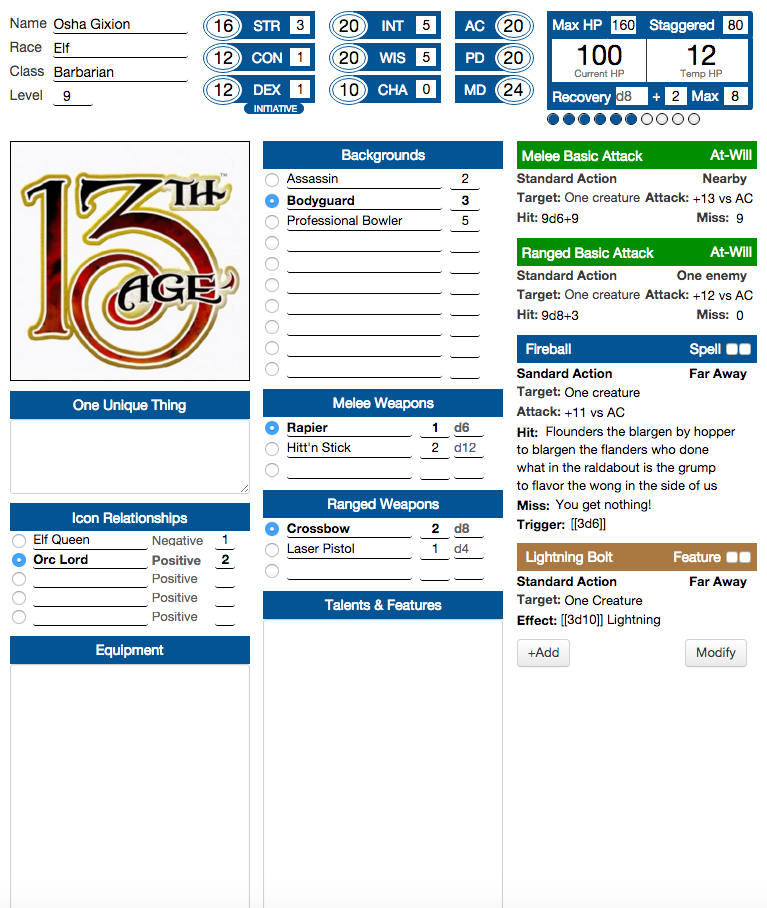 Name Osha Gixion
Race Elf
Class Barbarian
Level 9
16 STR 3
12 CON 1
12 DEX 1
INITIATIVE
20 INT 5
20 WIS 5
10 CHA 0
AC 20
PD 20
MD 24
Max HP 160 Staggered 80
100 12
Current HP Temp HP
Recovery d8 + 2 Max 8
13TH AGE
™
One Unique Thing
Icon Relationships
Elf Queen Negative 1
Orc Lord Positive 2
Positive
Positive
Positive
Equipment
Backgrounds
Assassin 2
Bodyguard 3
Professional Bowler 5
Melee Weapons
Rapier 1 d6
Hitt'n Stick 2 d12
Ranged Weapons
Crossbow 2 d8
Laser Pistol 1 d4
Talents & Features
Melee Basic Attack At-Will
Standard Action Nearby
Target: One creature Attack: +13 vs AC
Hit: 9d6+9 Miss: 9
Ranged Basic Attack At-Will
Standard Action One enemy
Target: One creature Attack: +12 vs AC
Hit: 9d8+3 Miss: 0
Fireball Spell
Sandard Action Far Away
Target: One creature
Attack: +11 vs AC
Hit: Flounders the blargen by hopper
to blargen the flanders who done
what in the raldabout is the grump
to flavor the wong in the side of us
Miss: You get nothing!
Trigger: [[3d6]]
Lightning Bolt Feature
Standard Action Far Away
Target: One Creature
Effect: [[3d10]] Lightning
+Add Modify